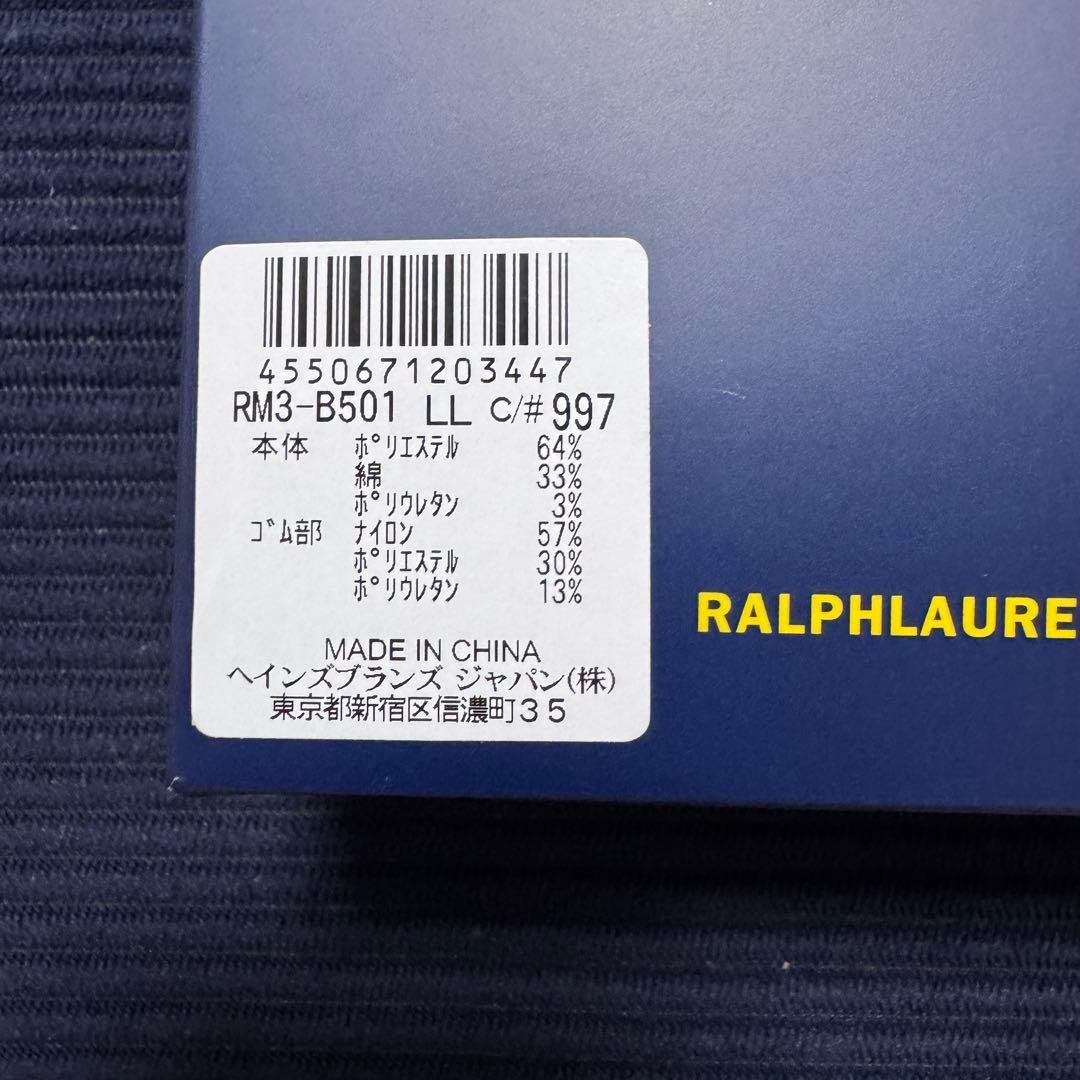 4550671203447
RM3-B501 LL C/# 997
本体 ﾎﾟﾘｴｽﾃﾙ 64%
綿 33%
ﾎﾟﾘｳﾚﾀﾝ 3%
ｺﾞﾑ部 ﾅｲﾛﾝ 57%
ﾎﾟﾘｴｽﾃﾙ 30%
ﾎﾟﾘｳﾚﾀﾝ 13%
RALPHLAURE
MADE IN CHINA
ヘインズブランズ ジャパン(株)
東京都新宿区信濃町35